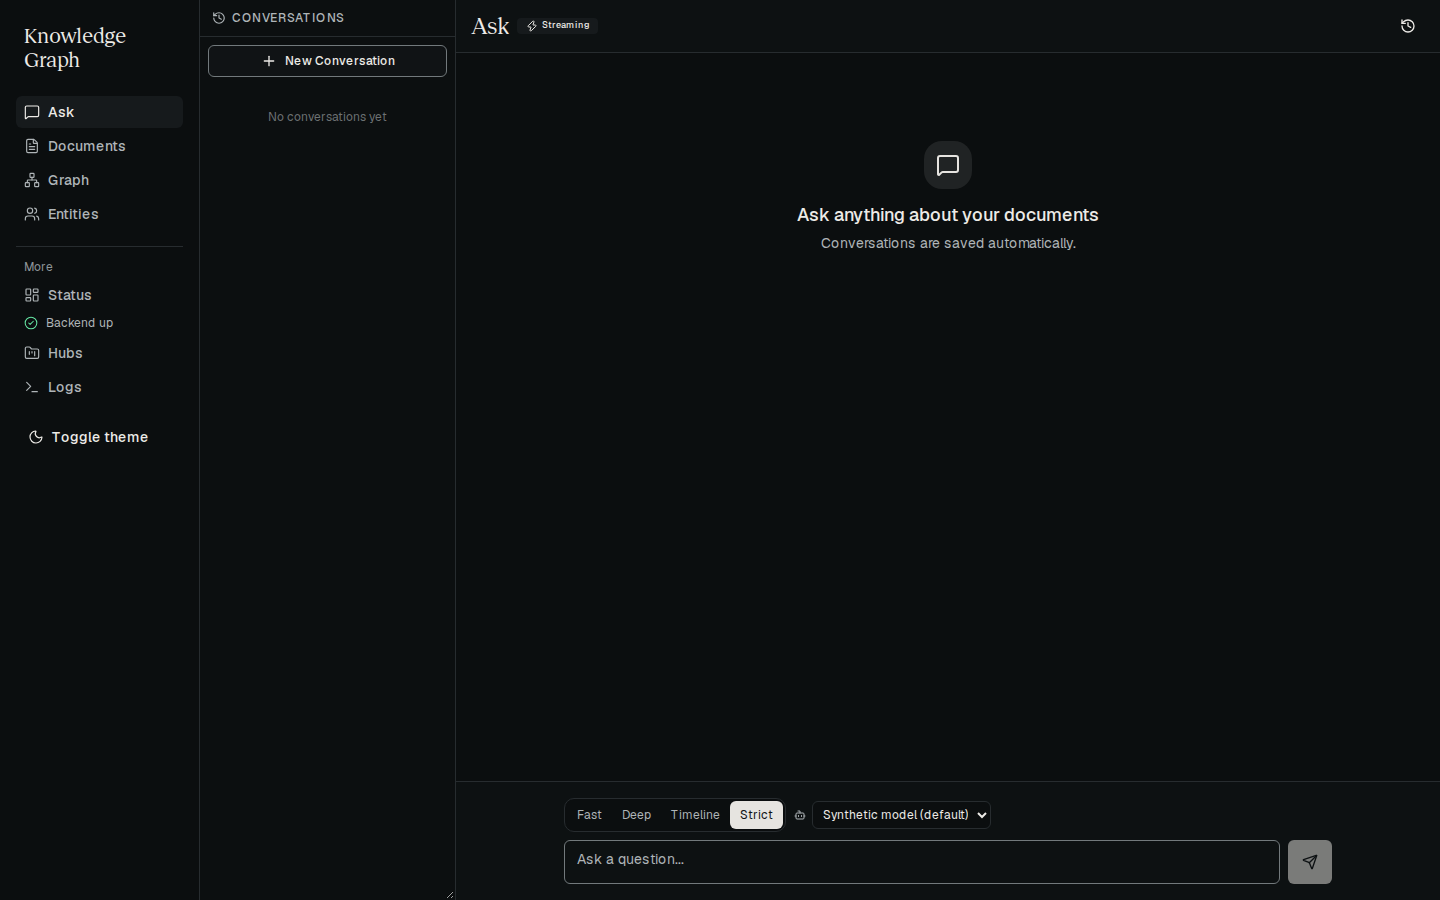 Knowledge
Graph
Ask
Documents
Graph
Entities
More
Status
Backend up
Hubs
Logs
Toggle theme
CONVERSATIONS
New Conversation
No conversations yet
Ask
Streaming
Ask anything about your documents
Conversations are saved automatically.
Fast Deep Timeline Strict Synthetic model (default)
Ask a question...